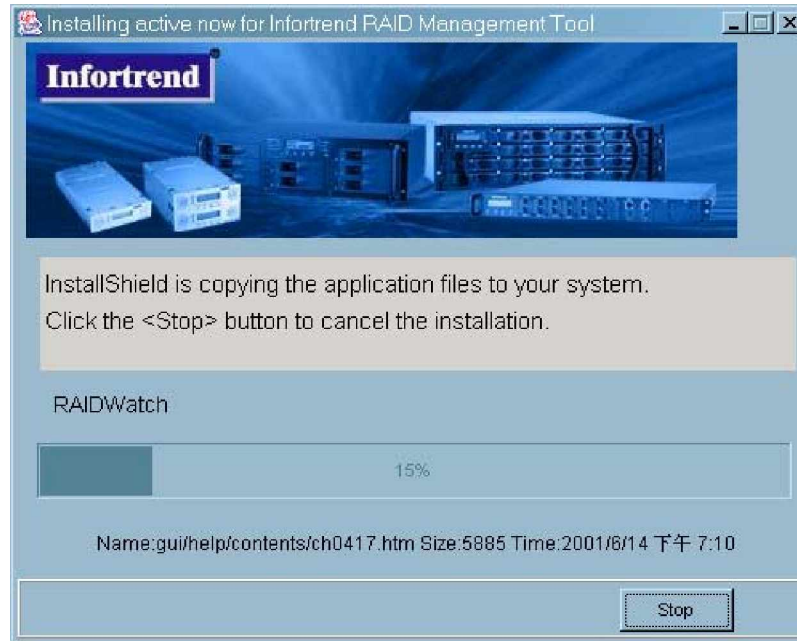 Installing active now for Infortrend RAID Management Tool
Infortrend
InstallShield is copying the application files to your system.
Click the <Stop> button to cancel the installation.
RAIDWatch
15%
Name:gui/help/contents/ch0417.htm Size:5885 Time:2001/6/14 下午 7:10
Stop